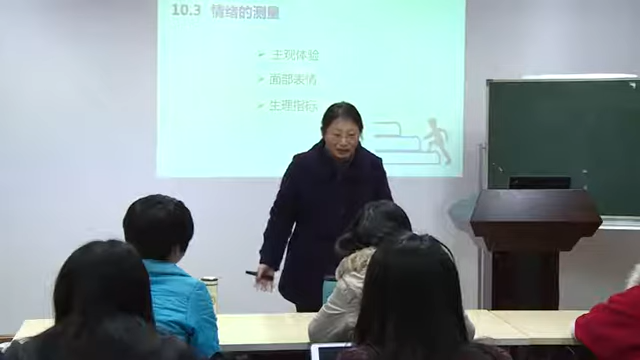 10.3 情绪的测量
➢ 主观体验
➢ 面部表情
➢ 生理指标